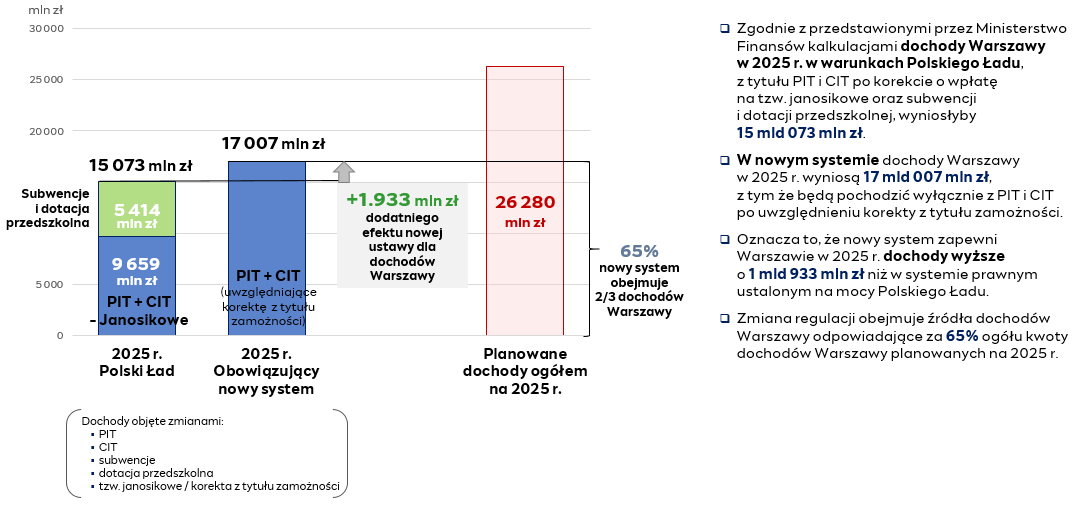 mln zł
30 000
25 000
20 000
5 000
0
15 073 mln zł
17 007 mln zł
Subwencje
i dotacja
przedszkolna
5 414
mln zł
9 659
mln zł
PIT + CIT
- Janosikowe
PIT + CIT
(uwzględniające
korektę z tytułu
zamożności)
+1.933 mln zł
dodatniego
efektu nowej
ustawy dla
dochodów
Warszawy
26 280
mln zł
65%
nowy system
obejmuje
2/3 dochodów
Warszawy
2025 r.
Polski Ład
2025 r.
Obowiązujący
nowy system
Planowane
dochody ogółem
na 2025 r.
Dochody objęte zmianami:
▪ PIT
▪ CIT
▪ subwencje
▪ dotacja przedszkolna
▪ tzw. janosikowe / korekta z tytułu zamożności
❑ Zgodnie z przedstawionymi przez Ministerstwo
Finansów kalkulacjami dochody Warszawy
w 2025 r. w warunkach Polskiego Ładu,
z tytułu PIT i CIT po korekcie o wpłatę
na tzw. janosikowe oraz subwencji
i dotacji przedszkolnej, wyniosłyby
15 mld 073 mln zł.
❑ W nowym systemie dochody Warszawy
w 2025 r. wyniosą 17 mld 007 mln zł,
z tym że będą pochodzić wyłącznie z PIT i CIT
po uwzględnieniu korekty z tytułu zamożności.
❑ Oznacza to, że nowy system zapewni
Warszawie w 2025 r. dochody wyższe
o 1 mld 933 mln zł niż w systemie prawnym
ustalonym na mocy Polskiego Ładu.
❑ Zmiana regulacji obejmuje źródła dochodów
Warszawy odpowiadające za 65% ogółu kwoty
dochodów Warszawy planowanych na 2025 r.